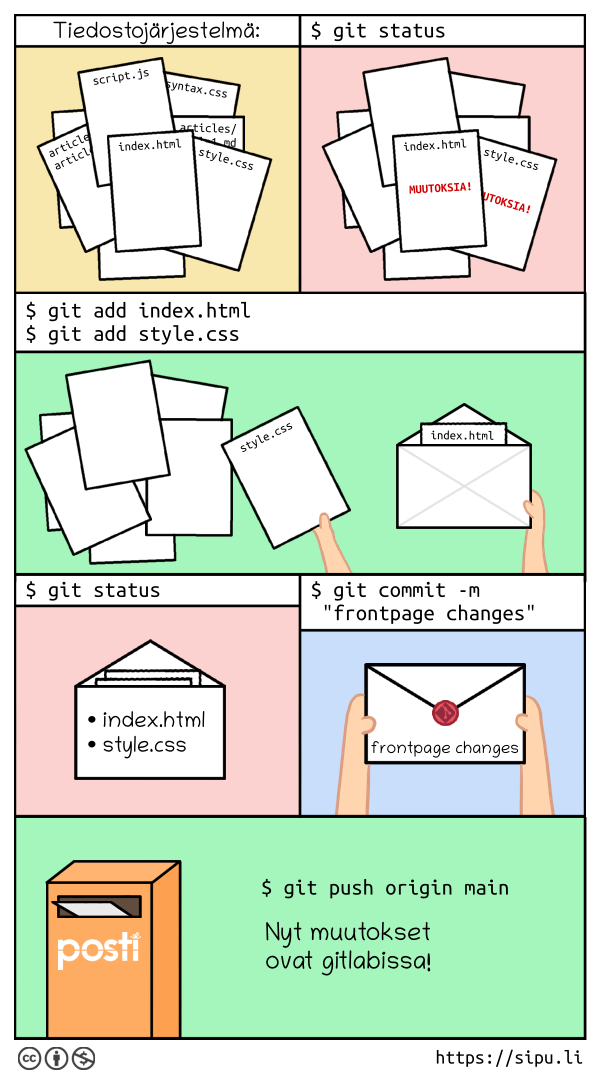 Tiedostojärjestelmä:
script.js
syntax.css
articles/
article
article
.md
index.html
style.css
$ git status
index.html
MUUTOKSIA!
style.css
UTOKSIA!
$ git add index.html
$ git add style.css
style.css
index.html
$ git status
• index.html
• style.css
$ git commit -m
"frontpage changes"
frontpage changes
posti
$ git push origin main
Nyt muutokset
ovat gitlabissa!
cc
https://sipu.li